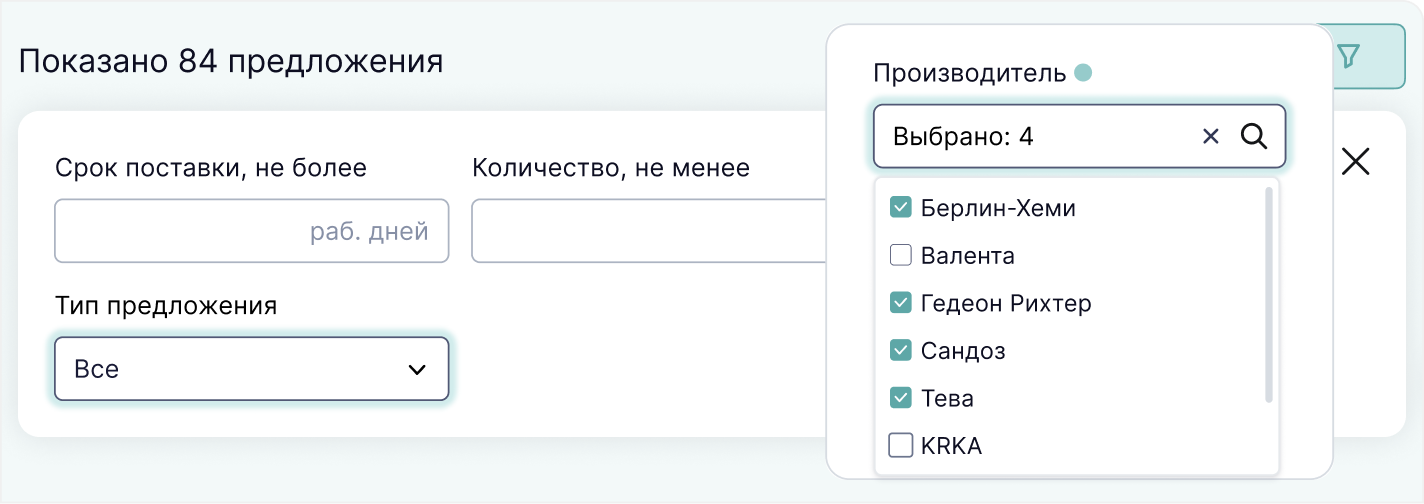 Показано 84 предложения
Срок поставки, не более
раб. дней
Количество, не менее
Тип предложения
Все
Производитель
Выбрано: 4
Берлин-Хеми
Валента
Гедеон Рихтер
Сандоз
Тева
KRKA